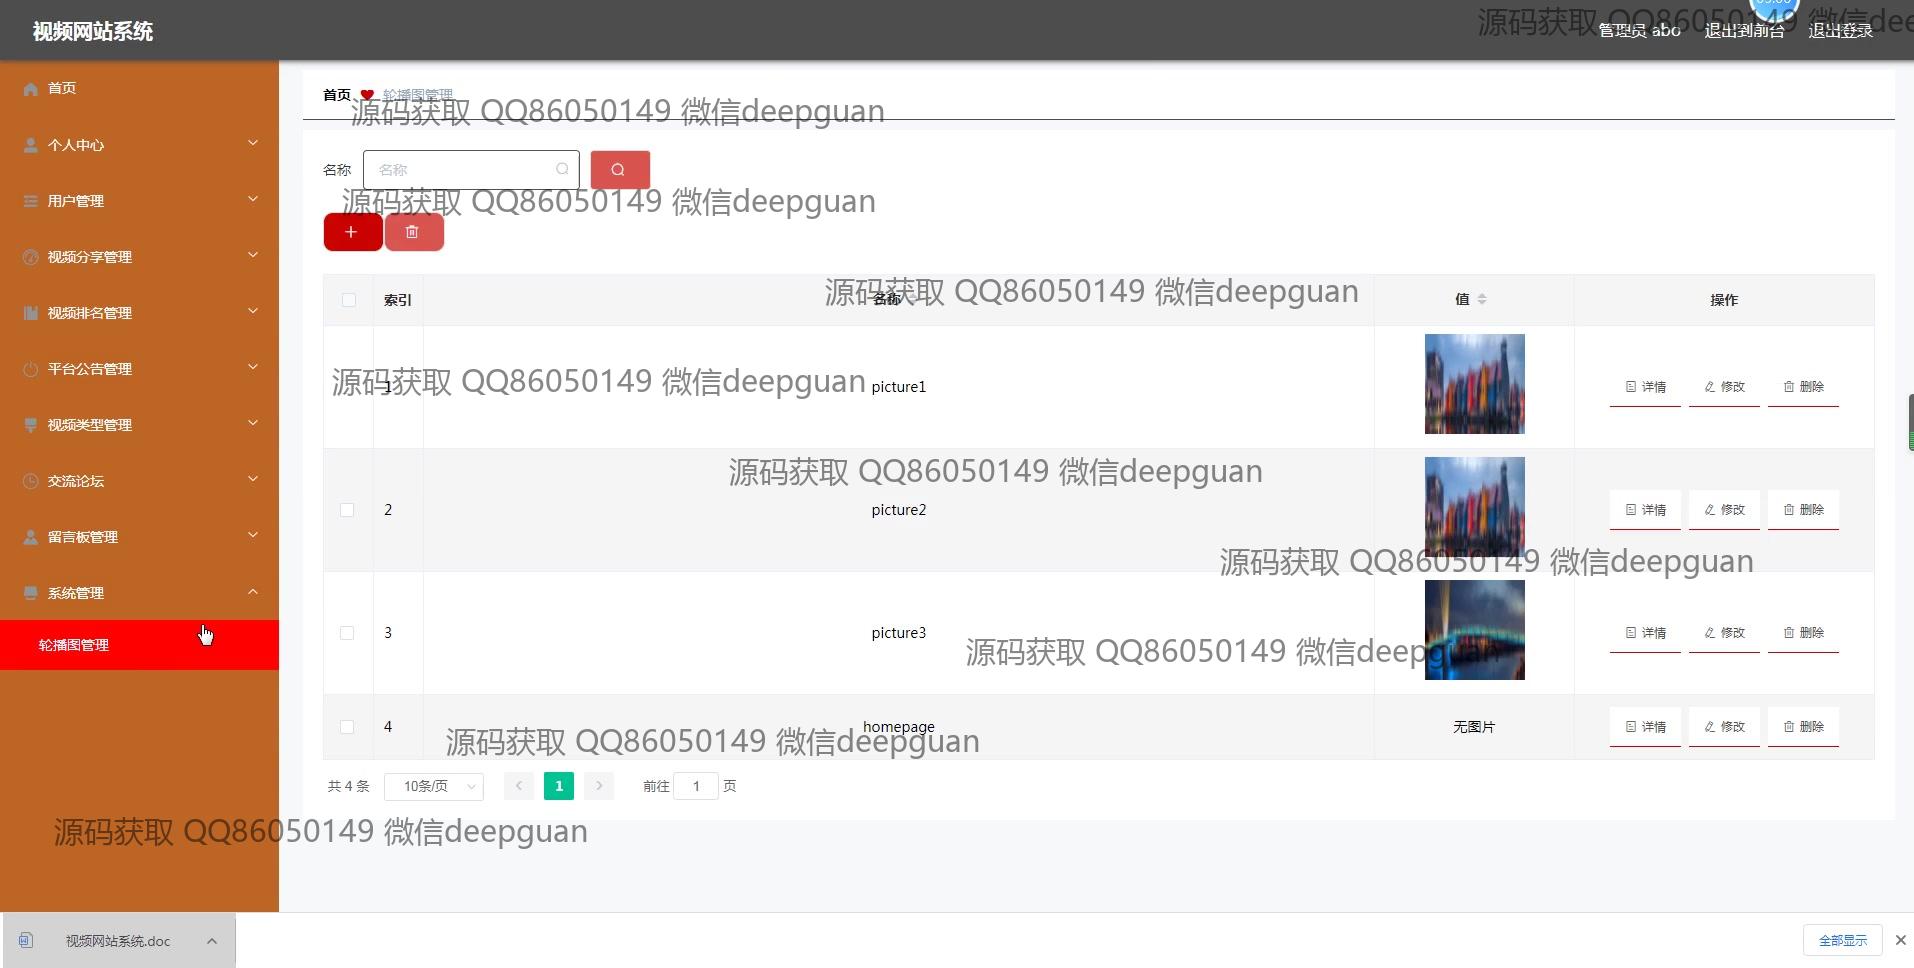 视频网站系统
管理员 abo 退出到前台 退出登录
源码获取 QQ86050149 微信deep
首页
个人中心
用户管理
视频分享管理
视频排名管理
平台公告管理
视频类型管理
交流论坛
留言板管理
系统管理
轮播图管理
首页 轮播图管理
源码获取 QQ86050149 微信deepguan
名称 名称
源码获取 QQ86050149 微信deepguan
索引 名称 值 操作
源码获取 QQ86050149 微信deepguan
1 picture1 详情 修改 删除
源码获取 QQ86050149 微信deepguan
源码获取 QQ86050149 微信deepguan
2 picture2 详情 修改 删除
源码获取 QQ86050149 微信deepguan
3 picture3 详情 修改 删除
源码获取 QQ86050149 微信deepguan
4 homepage 无图片 详情 修改 删除
源码获取 QQ86050149 微信deepguan
共 4 条 10条/页 1 前往 1 页
源码获取 QQ86050149 微信deepguan
视频网站系统.doc 全部显示